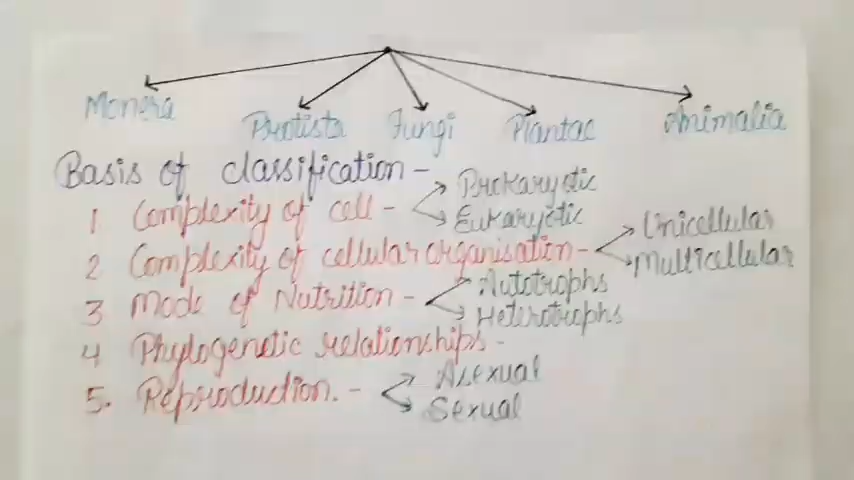 Monera Protista Fungi Plantae Animalia
Basis of classification -
1 Complexity of cell - Prokaryotic
Eukaryotic
2 Complexity of cellular organisation - Unicellular
Multicellular
3 Mode of Nutrition - Autotrophs
Heterotrophs
4 Phylogenetic relationships -
5. Reproduction. - Asexual
Sexual